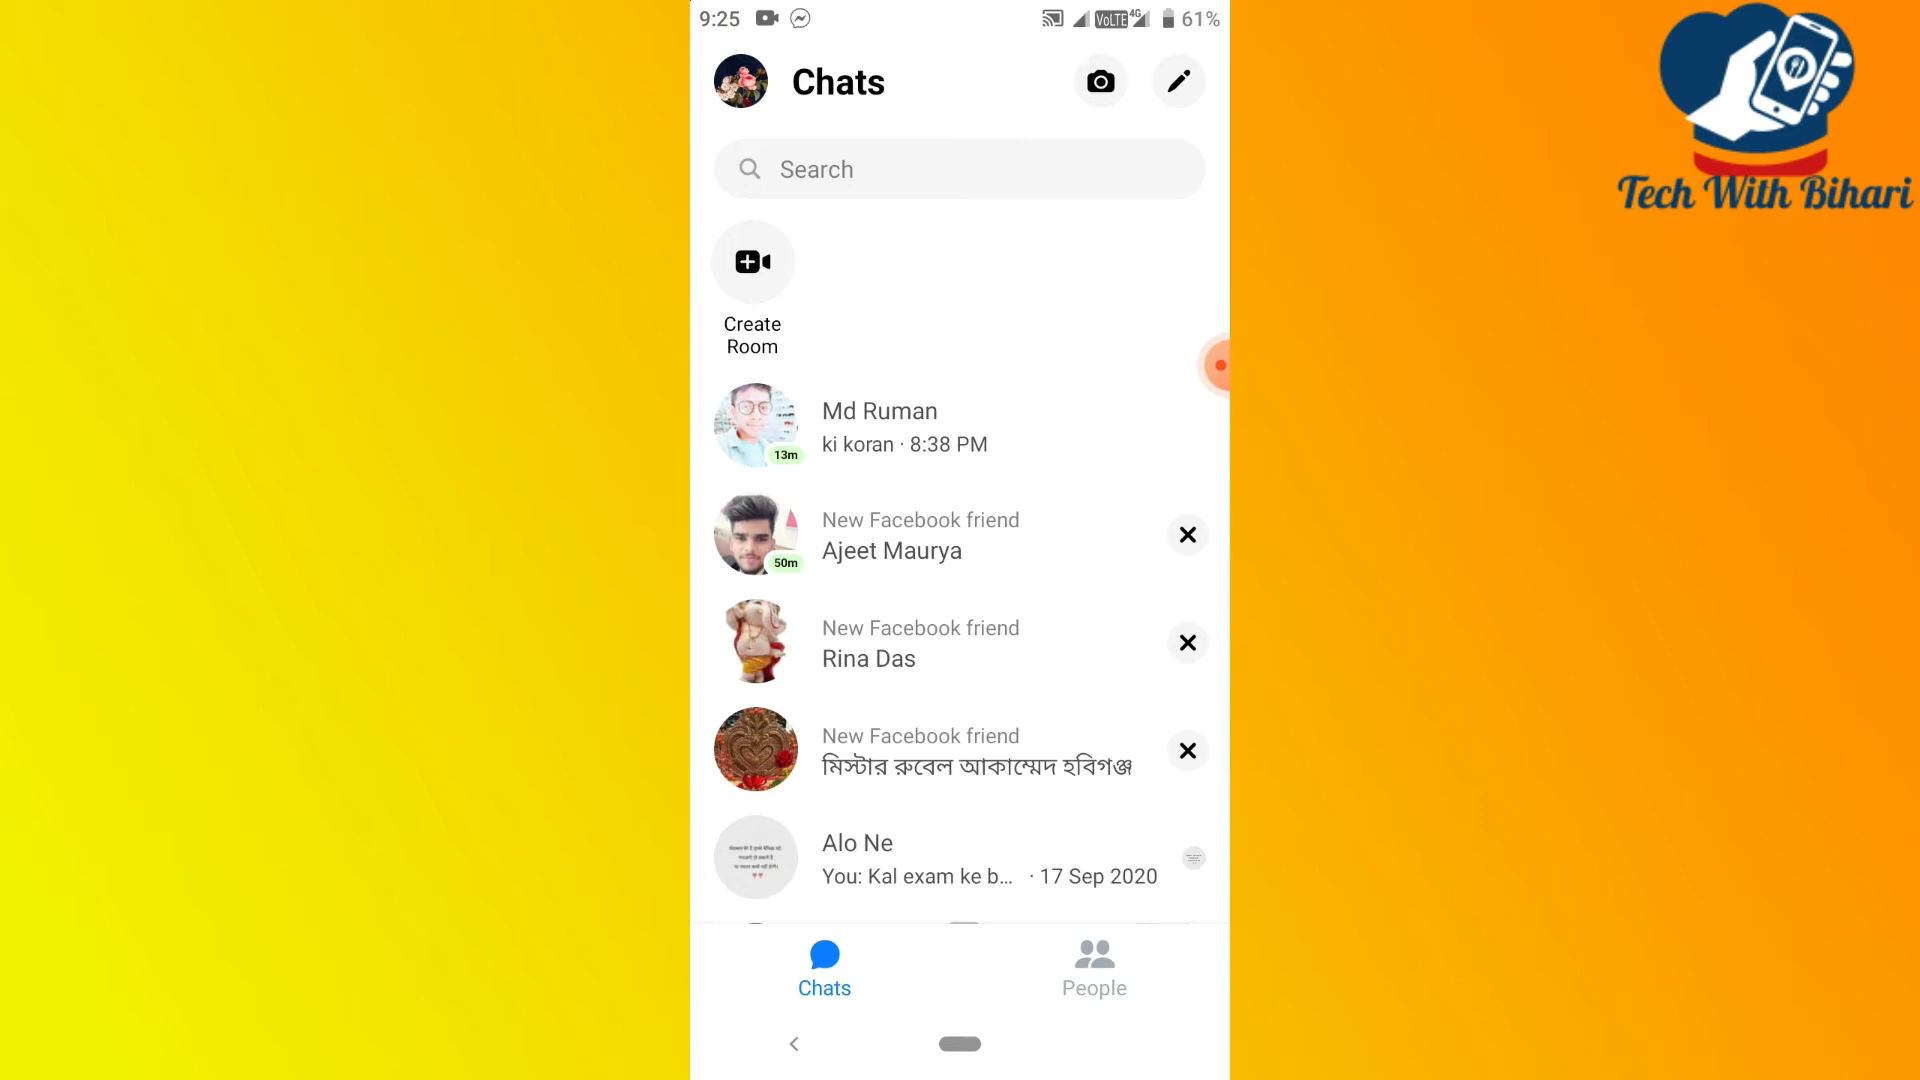 9:25
VoLTE 4G 61%
Tech With Bihari
Chats
Search
Create
Room
Md Ruman
ki koran · 8:38 PM
13m
New Facebook friend
Ajeet Maurya
50m
New Facebook friend
Rina Das
New Facebook friend
মিস্টার রুবেল আকাম্মেদ হবিগঞ্জ
Alo Ne
You: Kal exam ke b... · 17 Sep 2020
Chats
People